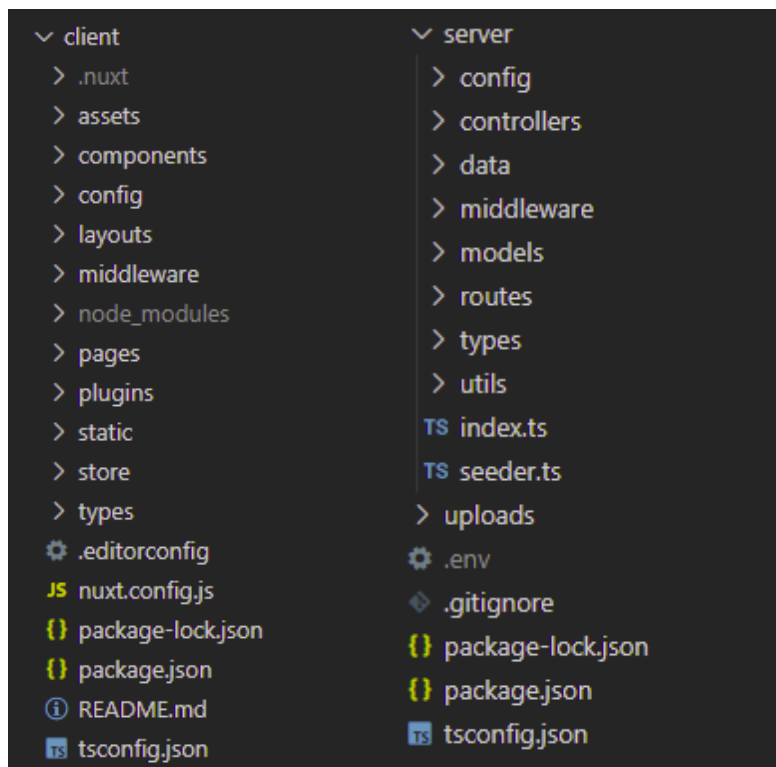 client
.nuxt
assets
components
config
layouts
middleware
node_modules
pages
plugins
static
store
types
.editorconfig
JS nuxt.config.js
{} package-lock.json
{} package.json
README.md
TS tsconfig.json
server
config
controllers
data
middleware
models
routes
types
utils
TS index.ts
TS seeder.ts
uploads
.env
.gitignore
{} package-lock.json
{} package.json
TS tsconfig.json